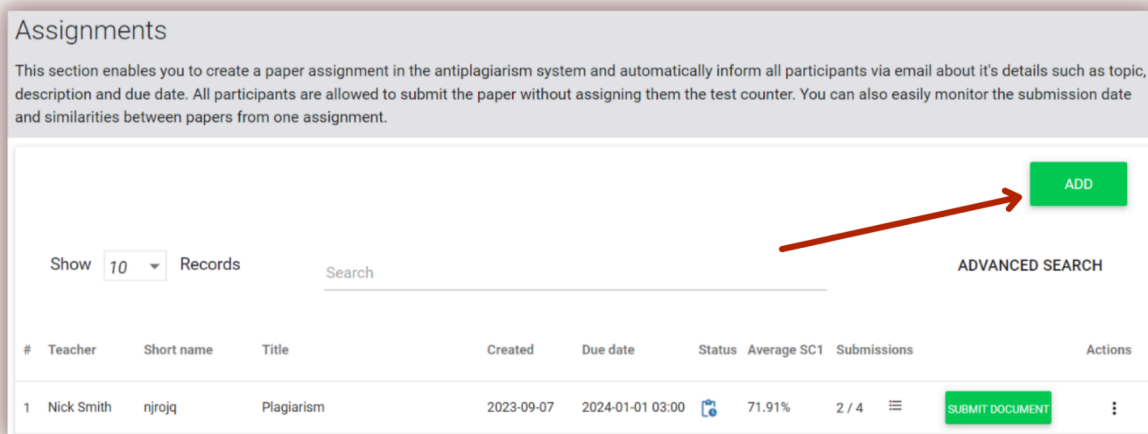 Assignments
This section enables you to create a paper assignment in the antiplagiarism system and automatically inform all participants via email about it's details such as topic,
description and due date. All participants are allowed to submit the paper without assigning them the test counter. You can also easily monitor the submission date
and similarities between papers from one assignment.
ADD
Show 10 Records Search ADVANCED SEARCH
# Teacher Short name Title Created Due date Status Average SC1 Submissions Actions
1 Nick Smith njrojq Plagiarism 2023-09-07 2024-01-01 03:00 71.91% 2 / 4 SUBMIT DOCUMENT